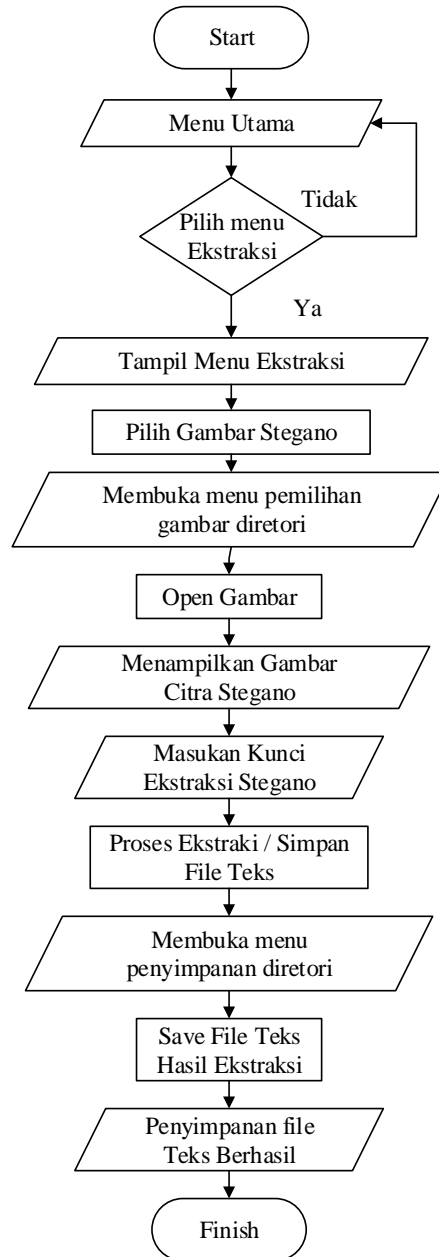 Start
Menu Utama
Tidak
Pilih menu
Ekstraksi
Ya
Tampil Menu Ekstraksi
Pilih Gambar Stegano
Membuka menu pemilihan
gambar diretori
Open Gambar
Menampilkan Gambar
Citra Stegano
Masukan Kunci
Ekstraksi Stegano
Proses Ekstraki / Simpan
File Teks
Membuka menu
penyimpanan diretori
Save File Teks
Hasil Ekstraksi
Penyimpanan file
Teks Berhasil
Finish